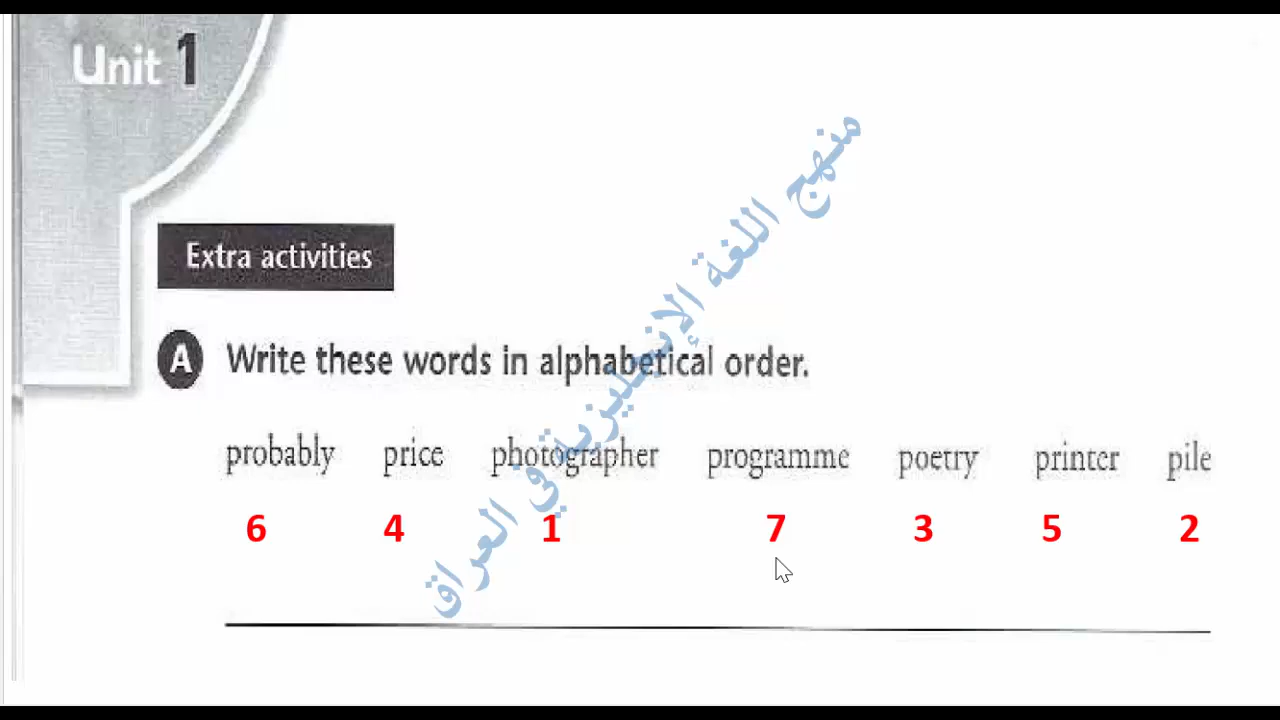 Unit 1
Extra activities
A Write these words in alphabetical order.
probably price photographer programme poetry printer pile
6 4 1 7 3 5 2
منهج اللغة الإنجليزية في العراق